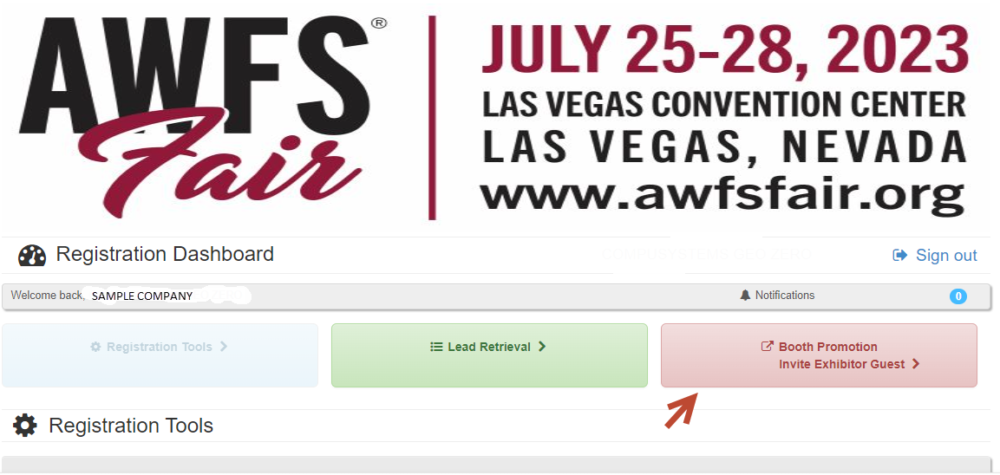 AWFS®
Fair
JULY 25-28, 2023
LAS VEGAS CONVENTION CENTER
LAS VEGAS, NEVADA
www.awfsfair.org
Registration Dashboard
Sign out
Welcome back, SAMPLE COMPANY
Notifications
0
Registration Tools
Lead Retrieval
Booth Promotion
Invite Exhibitor Guest
Registration Tools